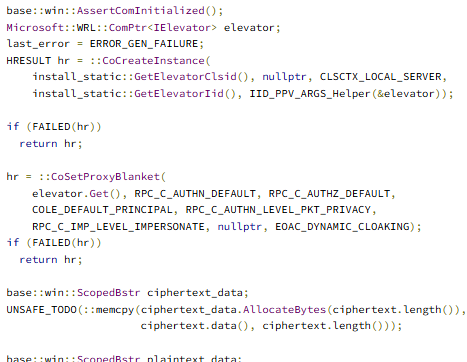 base::win::AssertComInitialized();
Microsoft::WRL::ComPtr<IElevator> elevator;
last_error = ERROR_GEN_FAILURE;
HRESULT hr = ::CoCreateInstance(
    install_static::GetElevatorClsid(), nullptr, CLSCTX_LOCAL_SERVER,
    install_static::GetElevatorIid(), IID_PPV_ARGS_Helper(&elevator));

if (FAILED(hr))
  return hr;

hr = ::CoSetProxyBlanket(
    elevator.Get(), RPC_C_AUTHN_DEFAULT, RPC_C_AUTHZ_DEFAULT,
    COLE_DEFAULT_PRINCIPAL, RPC_C_AUTHN_LEVEL_PKT_PRIVACY,
    RPC_C_IMP_LEVEL_IMPERSONATE, nullptr, EOAC_DYNAMIC_CLOAKING);
if (FAILED(hr))
  return hr;

base::win::ScopedBstr ciphertext_data;
UNSAFE_TODO(::memcpy(ciphertext_data.AllocateBytes(ciphertext.length()),
                     ciphertext.data(), ciphertext.length()));

base::win::ScopedBstr plaintext_data;